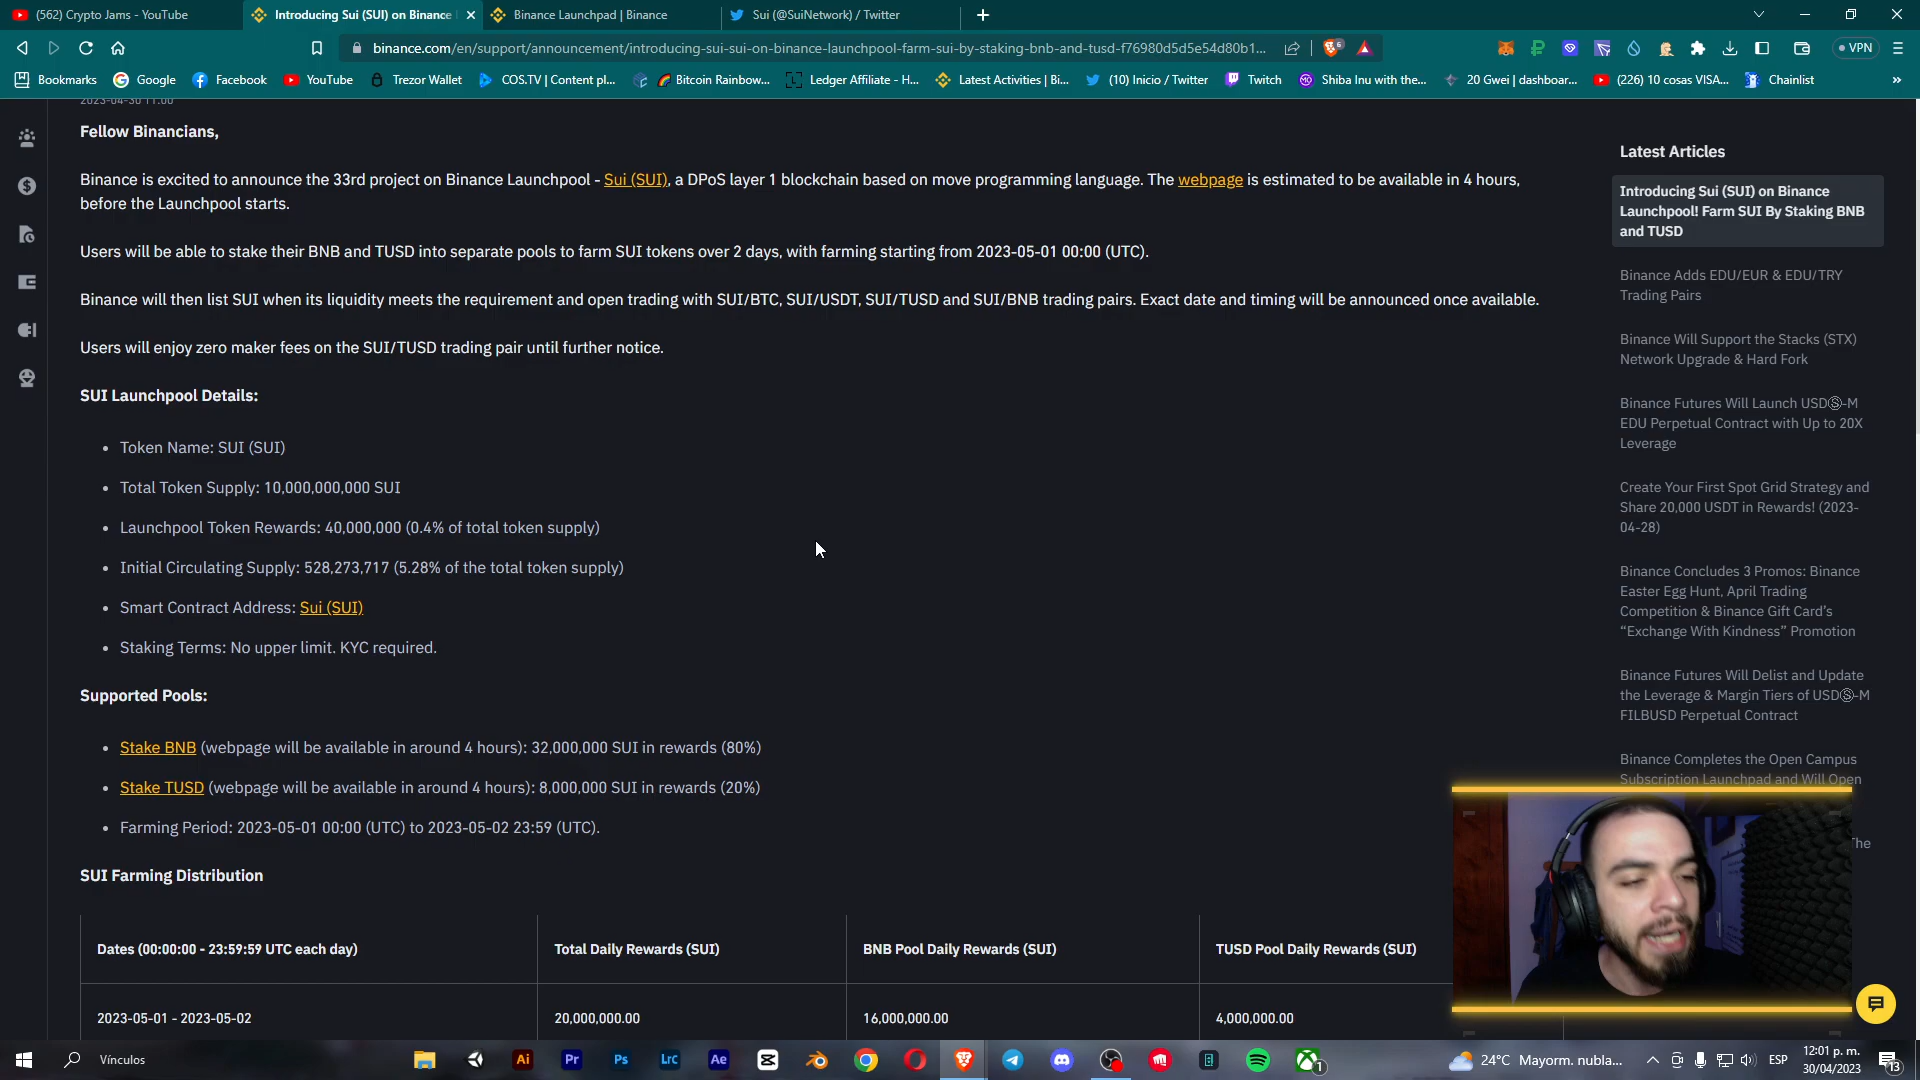 (562) Crypto Jams - YouTube
Introducing Sui (SUI) on Binance
Binance Launchpad | Binance
Sui (@SuiNetwork) / Twitter
binance.com/en/support/announcement/introducing-sui-sui-on-binance-launchpool-farm-sui-by-staking-bnb-and-tusd-f76980d5d5e54d80b1...
6
VPN
Bookmarks
Google
Facebook
YouTube
Trezor Wallet
COS.TV | Content pl...
Bitcoin Rainbow...
Ledger Affiliate - H...
Latest Activities | Bi...
(10) Inicio / Twitter
Twitch
Shiba Inu with the...
20 Gwei | dashboar...
(226) 10 cosas VISA...
Chainlist
2023-04-30 11:00
Fellow Binancians,
Binance is excited to announce the 33rd project on Binance Launchpool - Sui (SUI), a DPoS layer 1 blockchain based on move programming language. The webpage is estimated to be available in 4 hours,
before the Launchpool starts.
Users will be able to stake their BNB and TUSD into separate pools to farm SUI tokens over 2 days, with farming starting from 2023-05-01 00:00 (UTC).
Binance will then list SUI when its liquidity meets the requirement and open trading with SUI/BTC, SUI/USDT, SUI/TUSD and SUI/BNB trading pairs. Exact date and timing will be announced once available.
Users will enjoy zero maker fees on the SUI/TUSD trading pair until further notice.
SUI Launchpool Details:
• Token Name: SUI (SUI)
• Total Token Supply: 10,000,000,000 SUI
• Launchpool Token Rewards: 40,000,000 (0.4% of total token supply)
• Initial Circulating Supply: 528,273,717 (5.28% of the total token supply)
• Smart Contract Address: Sui (SUI)
• Staking Terms: No upper limit. KYC required.
Supported Pools:
• Stake BNB (webpage will be available in around 4 hours): 32,000,000 SUI in rewards (80%)
• Stake TUSD (webpage will be available in around 4 hours): 8,000,000 SUI in rewards (20%)
• Farming Period: 2023-05-01 00:00 (UTC) to 2023-05-02 23:59 (UTC).
SUI Farming Distribution
Dates (00:00:00 - 23:59:59 UTC each day)
Total Daily Rewards (SUI)
BNB Pool Daily Rewards (SUI)
TUSD Pool Daily Rewards (SUI)
2023-05-01 - 2023-05-02
20,000,000.00
16,000,000.00
4,000,000.00
Latest Articles
Introducing Sui (SUI) on Binance
Launchpool! Farm SUI By Staking BNB
and TUSD
Binance Adds EDU/EUR & EDU/TRY
Trading Pairs
Binance Will Support the Stacks (STX)
Network Upgrade & Hard Fork
Binance Futures Will Launch USDⓈ-M
EDU Perpetual Contract with Up to 20X
Leverage
Create Your First Spot Grid Strategy and
Share 20,000 USDT in Rewards! (2023-
04-28)
Binance Concludes 3 Promos: Binance
Easter Egg Hunt, April Trading
Competition & Binance Gift Card's
"Exchange With Kindness" Promotion
Binance Futures Will Delist and Update
the Leverage & Margin Tiers of USDⓈ-M
FILBUSD Perpetual Contract
Binance Completes the Open Campus
Subscription Launchpad and Will Open
The
Vínculos
Ai
Pr
Ps
Lrc
Ae
1
24°C Mayorm. nubla...
ESP
12:01 p. m.
30/04/2023
13